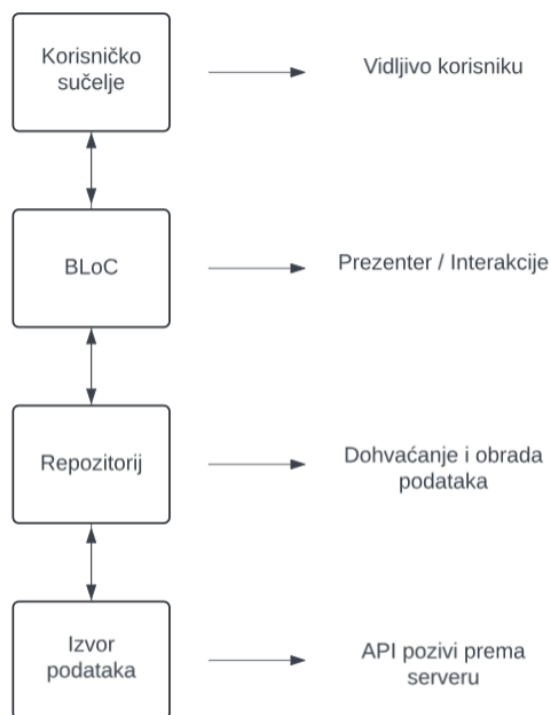 Korisničko
sučelje
Vidljivo korisniku
BLoC
Prezenter / Interakcije
Repozitorij
Dohvaćanje i obrada
podataka
Izvor
podataka
API pozivi prema
serveru